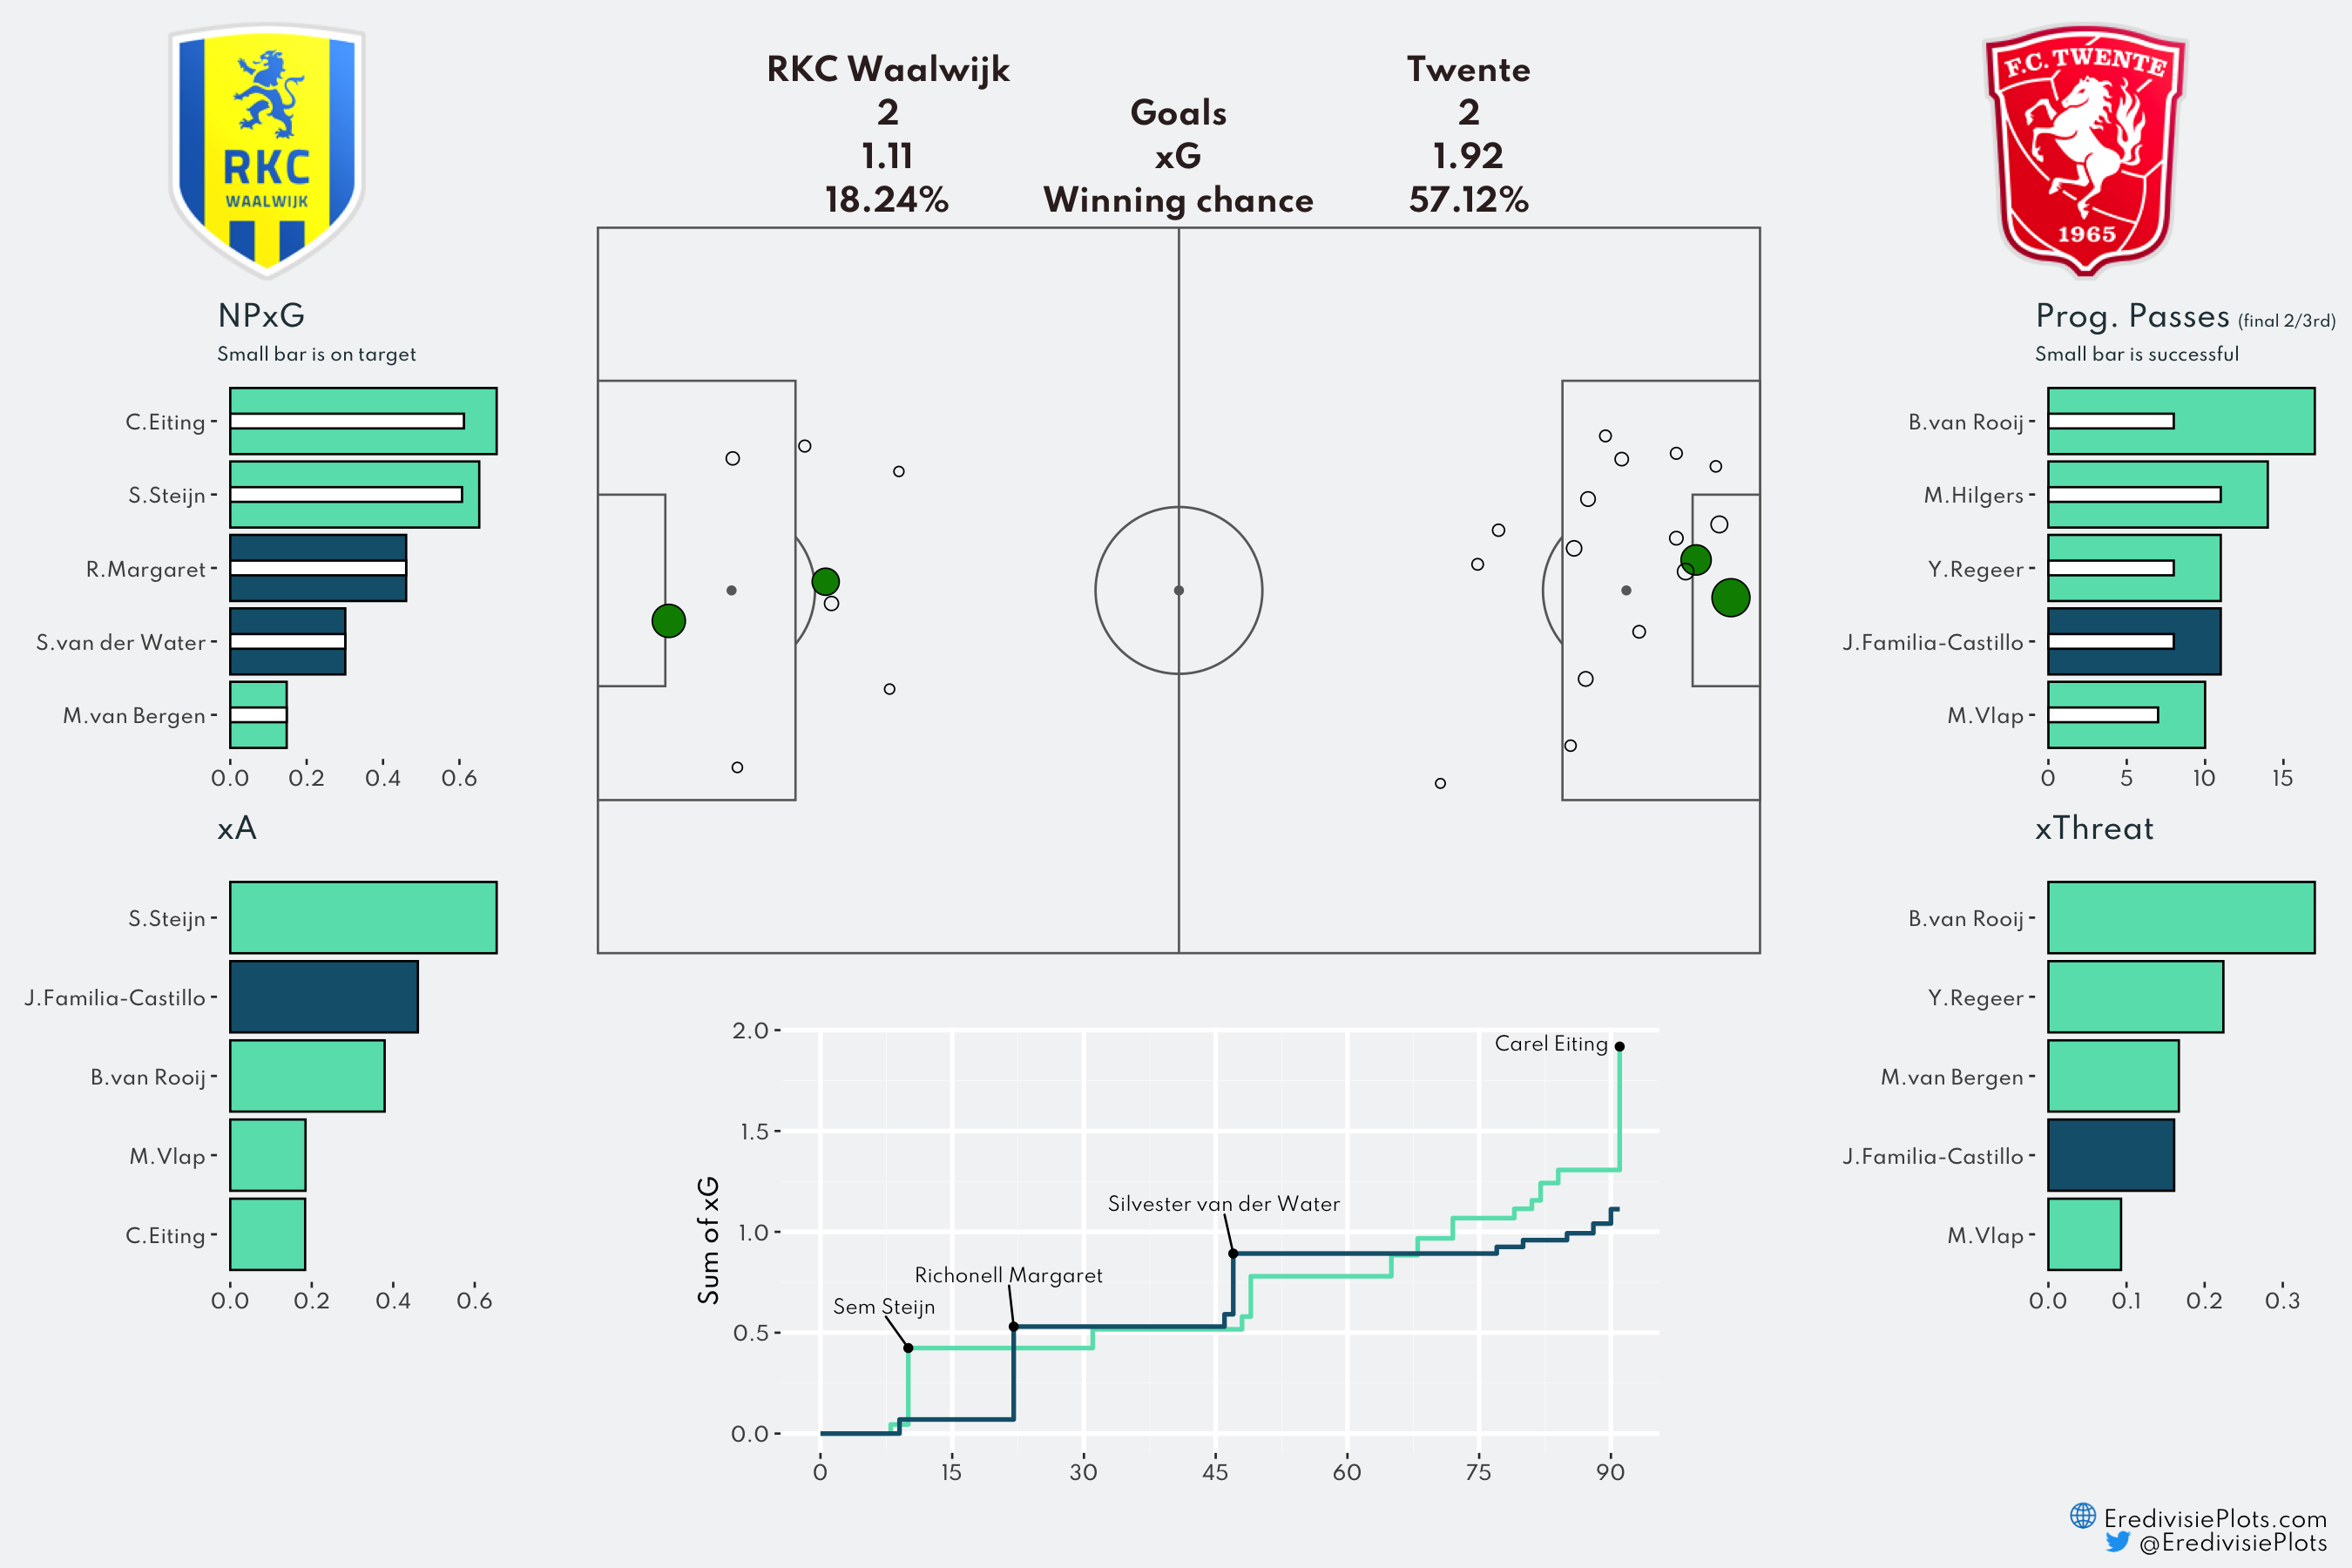 RKC
WAALWIJK
RKC Waalwijk Twente
2 Goals 2
1.11 xG 1.92
18.24% Winning chance 57.12%
F.C. TWENTE
1965
NPxG
Small bar is on target
C.Eiting
S.Steijn
R.Margaret
S.van der Water
M.van Bergen
0.0 0.2 0.4 0.6
xA
S.Steijn
J.Familia-Castillo
B.van Rooij
M.Vlap
C.Eiting
0.0 0.2 0.4 0.6
Sum of xG
2.0
1.5
1.0
0.5
0.0
Carel Eiting
Silvester van der Water
Richonell Margaret
Sem Steijn
0 15 30 45 60 75 90
Prog. Passes (final 2/3rd)
Small bar is successful
B.van Rooij
M.Hilgers
Y.Regeer
J.Familia-Castillo
M.Vlap
0 5 10 15
xThreat
B.van Rooij
Y.Regeer
M.van Bergen
J.Familia-Castillo
M.Vlap
0.0 0.1 0.2 0.3
EredivisiePlots.com
@EredivisiePlots